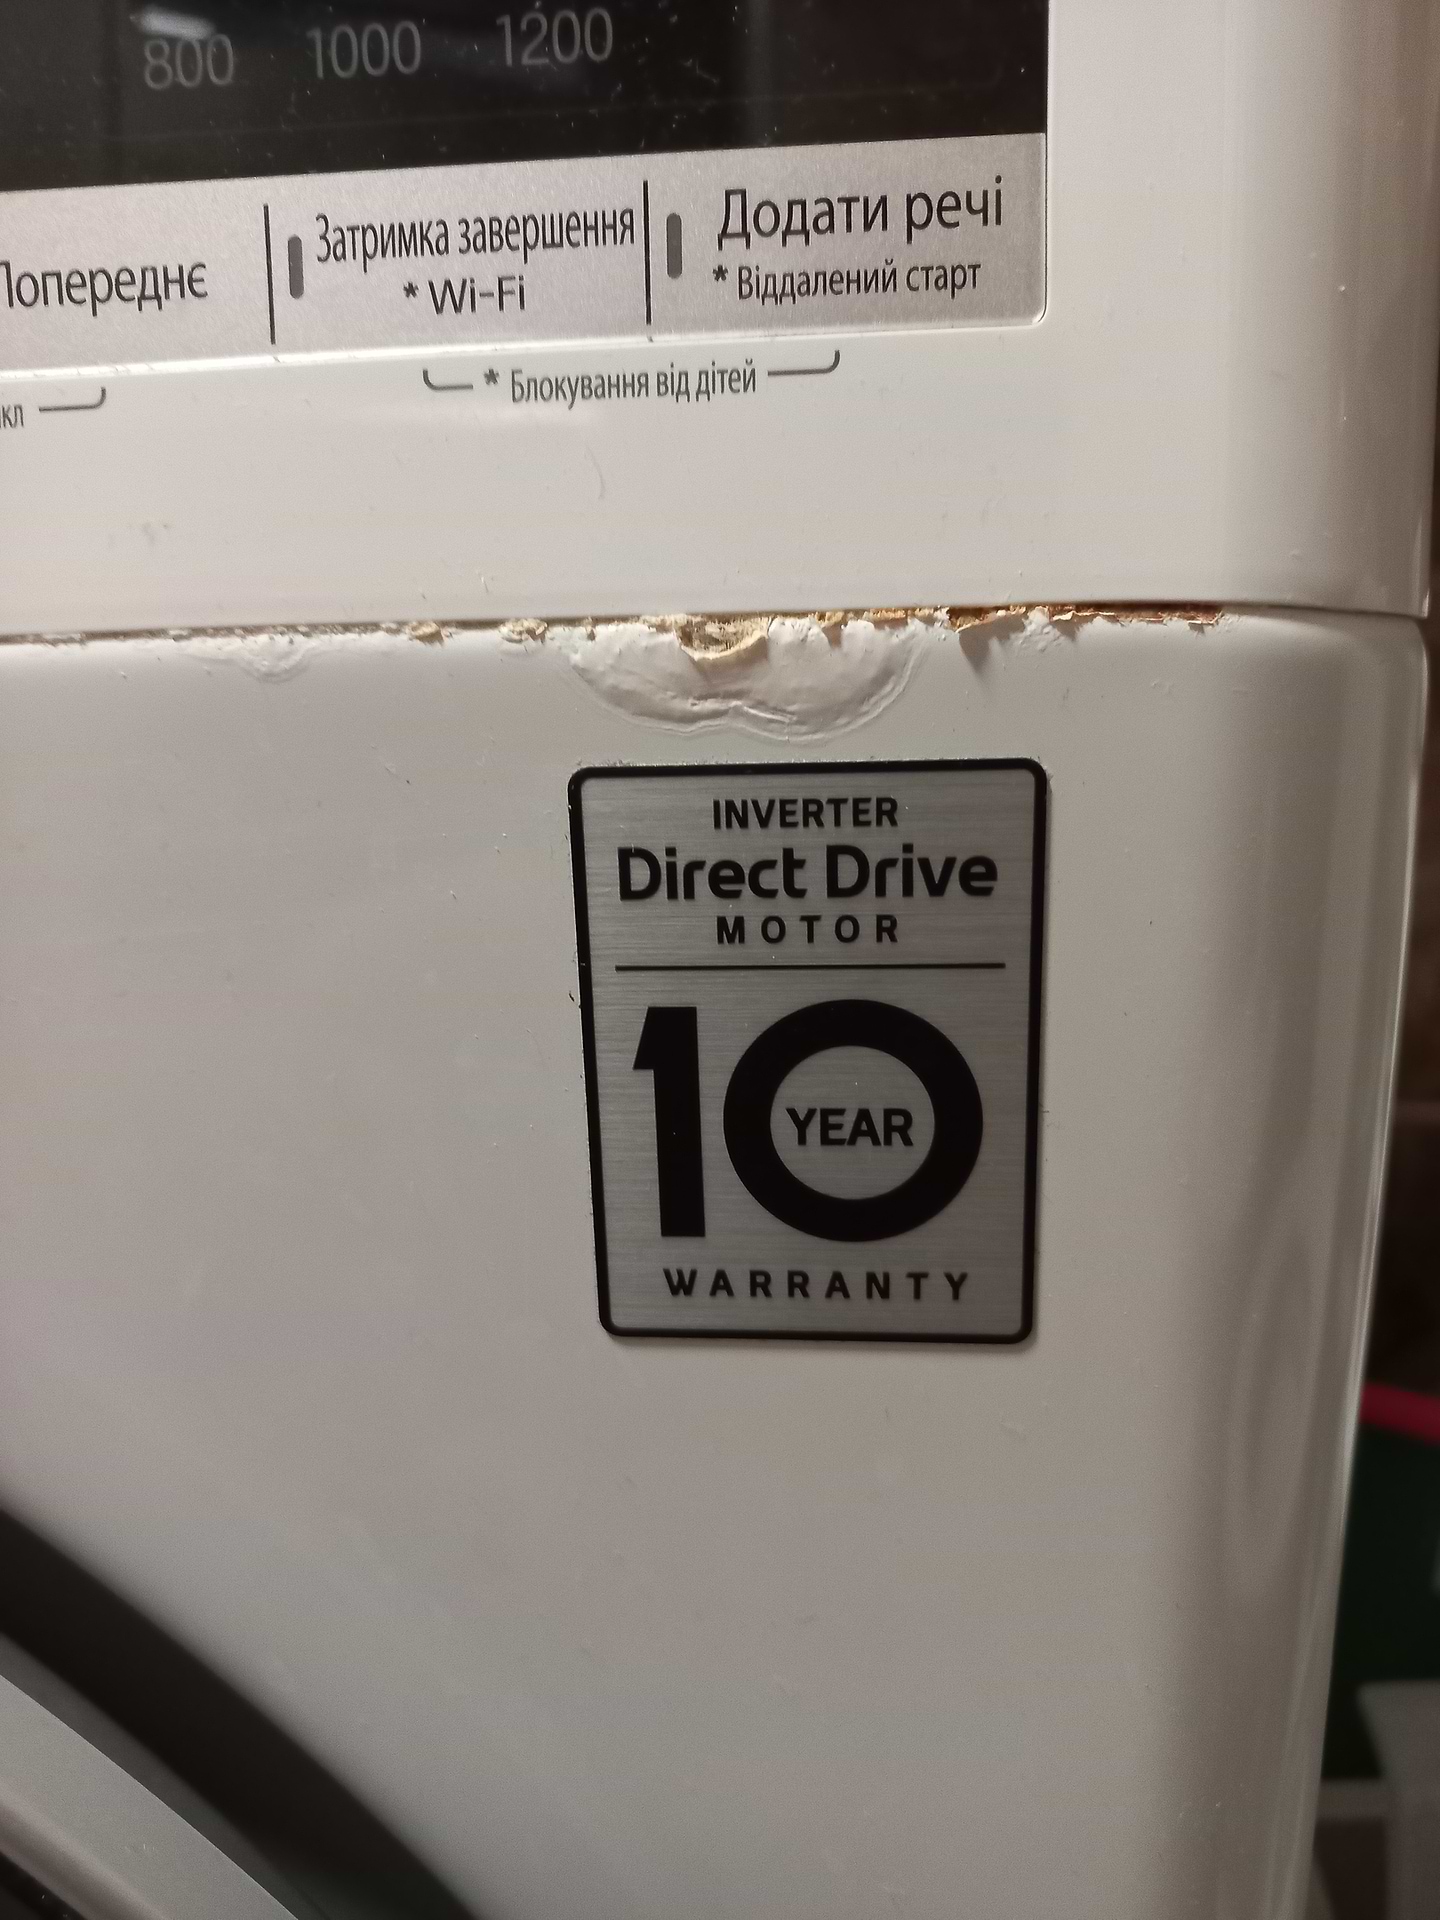 800 1000 1200
Попереднє
Затримка завершення
* Wi-Fi
Додати речі
* Віддалений старт
* Блокування від дітей
INVERTER
Direct Drive
MOTOR
10
YEAR
WARRANTY